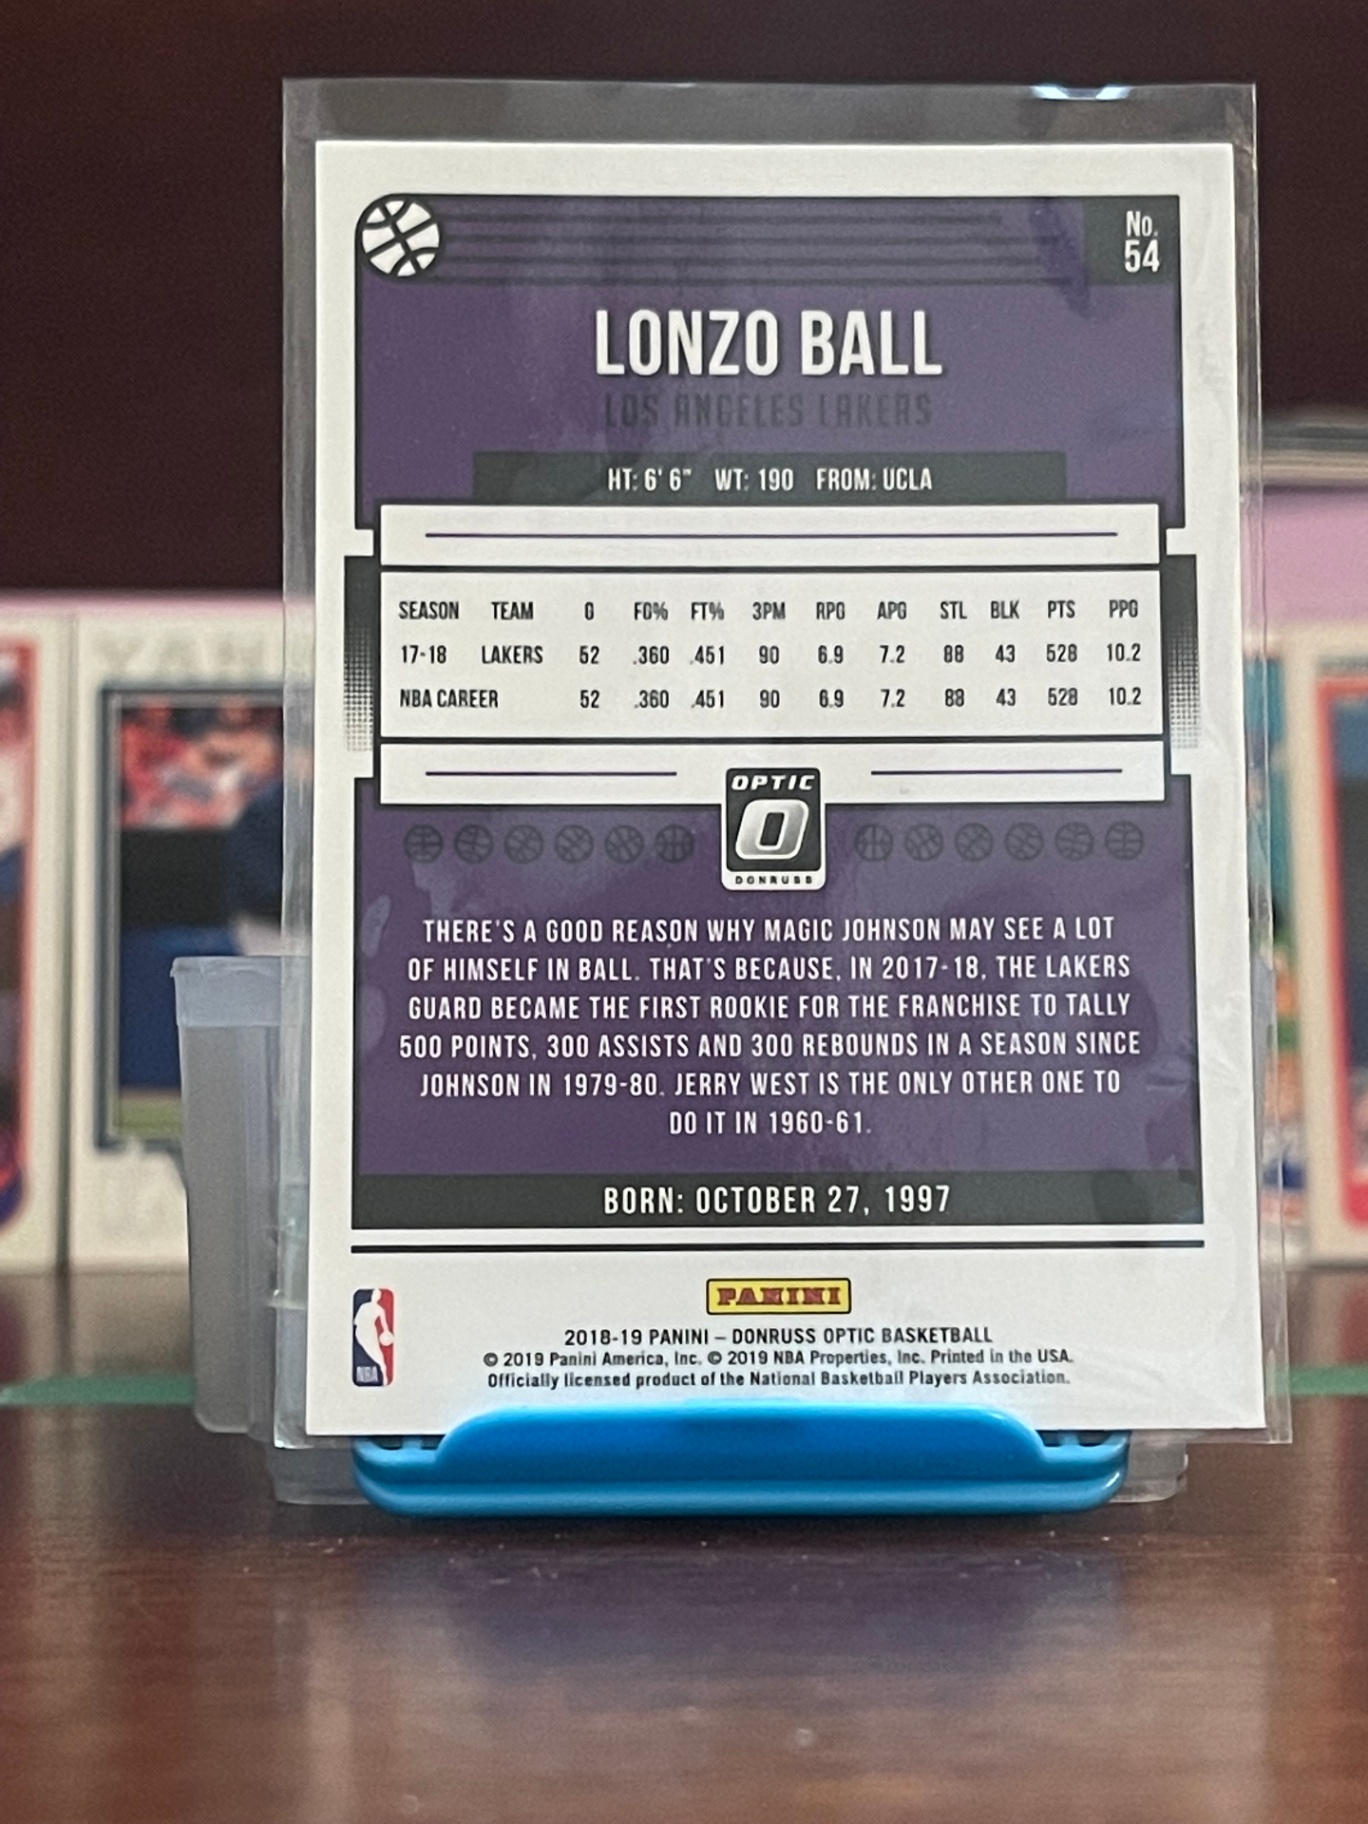 No.
54
LONZO BALL
LOS ANGELES LAKERS
HT: 6' 6" WT: 190 FROM: UCLA
SEASON TEAM G FG% FT% 3PM RPG APG STL BLK PTS PPG
17-18 LAKERS 52 .360 .451 90 6.9 7.2 88 43 528 10.2
NBA CAREER 52 .360 .451 90 6.9 7.2 88 43 528 10.2
OPTIC
O
DONRUSS
THERE'S A GOOD REASON WHY MAGIC JOHNSON MAY SEE A LOT
OF HIMSELF IN BALL. THAT'S BECAUSE, IN 2017-18, THE LAKERS
GUARD BECAME THE FIRST ROOKIE FOR THE FRANCHISE TO TALLY
500 POINTS, 300 ASSISTS AND 300 REBOUNDS IN A SEASON SINCE
JOHNSON IN 1979-80. JERRY WEST IS THE ONLY OTHER ONE TO
DO IT IN 1960-61.
BORN: OCTOBER 27, 1997
PANINI
2018-19 PANINI – DONRUSS OPTIC BASKETBALL
© 2019 Panini America, Inc. © 2019 NBA Properties, Inc. Printed in the USA.
Officially licensed product of the National Basketball Players Association.
NBA